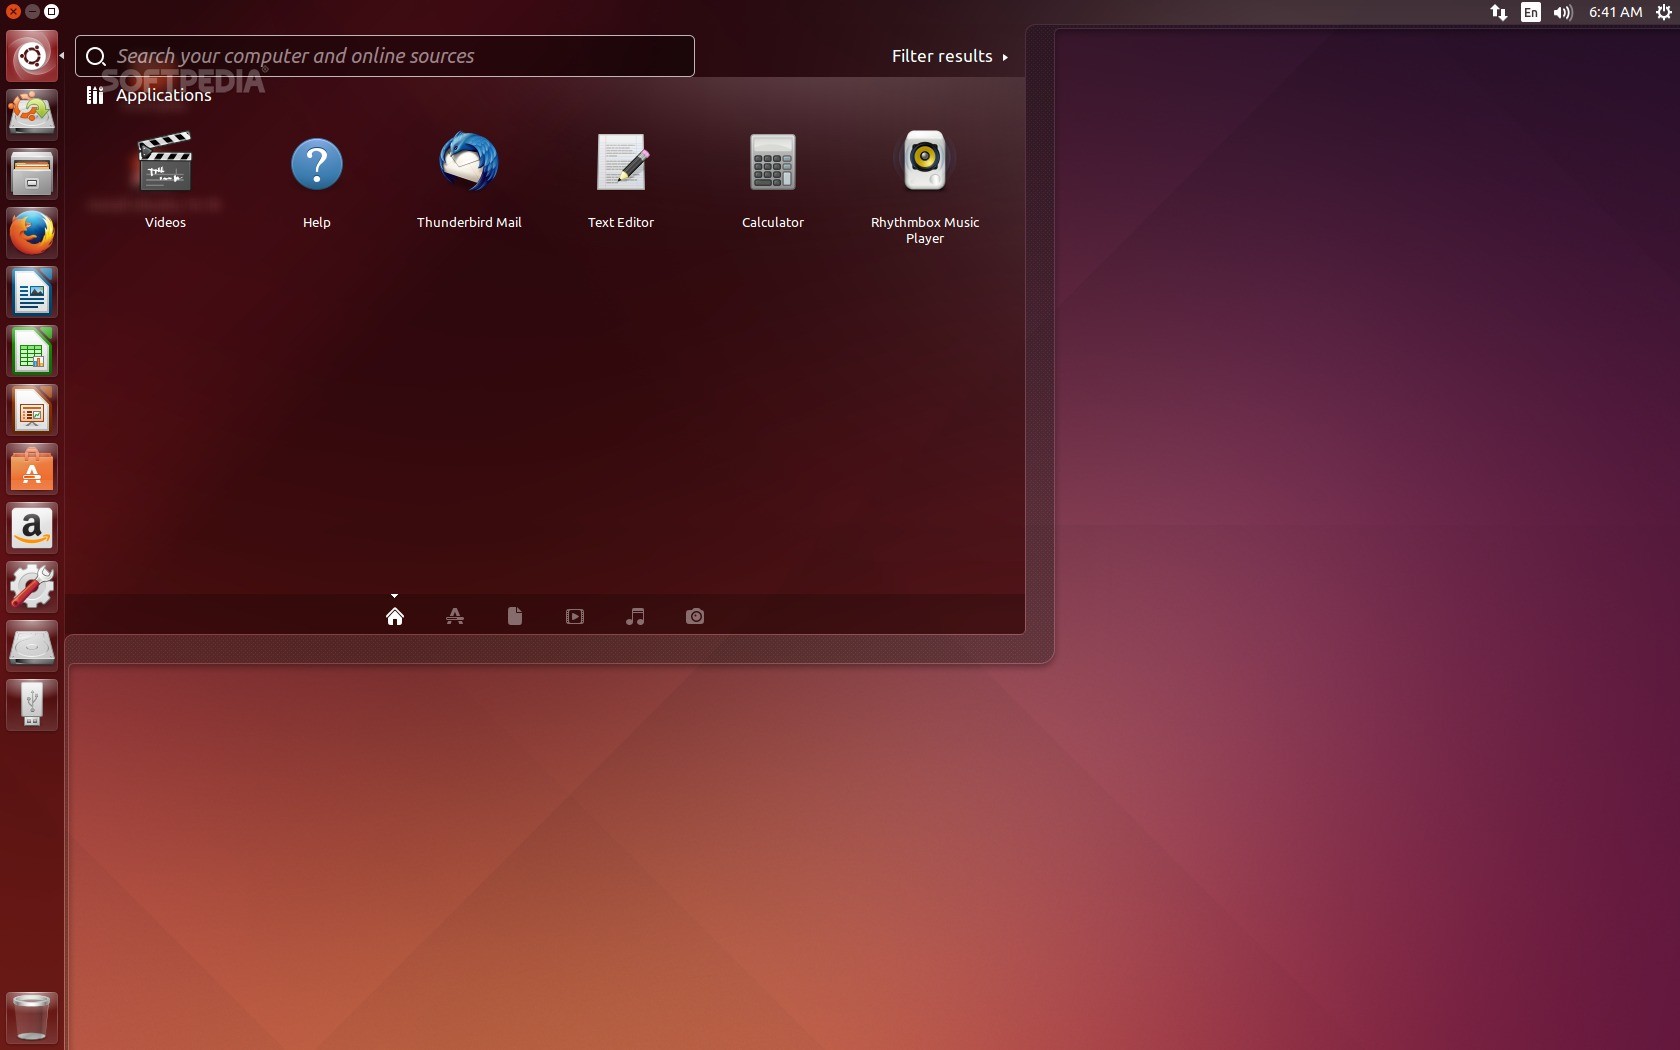 En
6:41 AM
Search your computer and online sources
Filter results
SOFTPEDIA®
Applications
Videos
Help
Thunderbird Mail
Text Editor
Calculator
Rhythmbox Music
Player
A
a